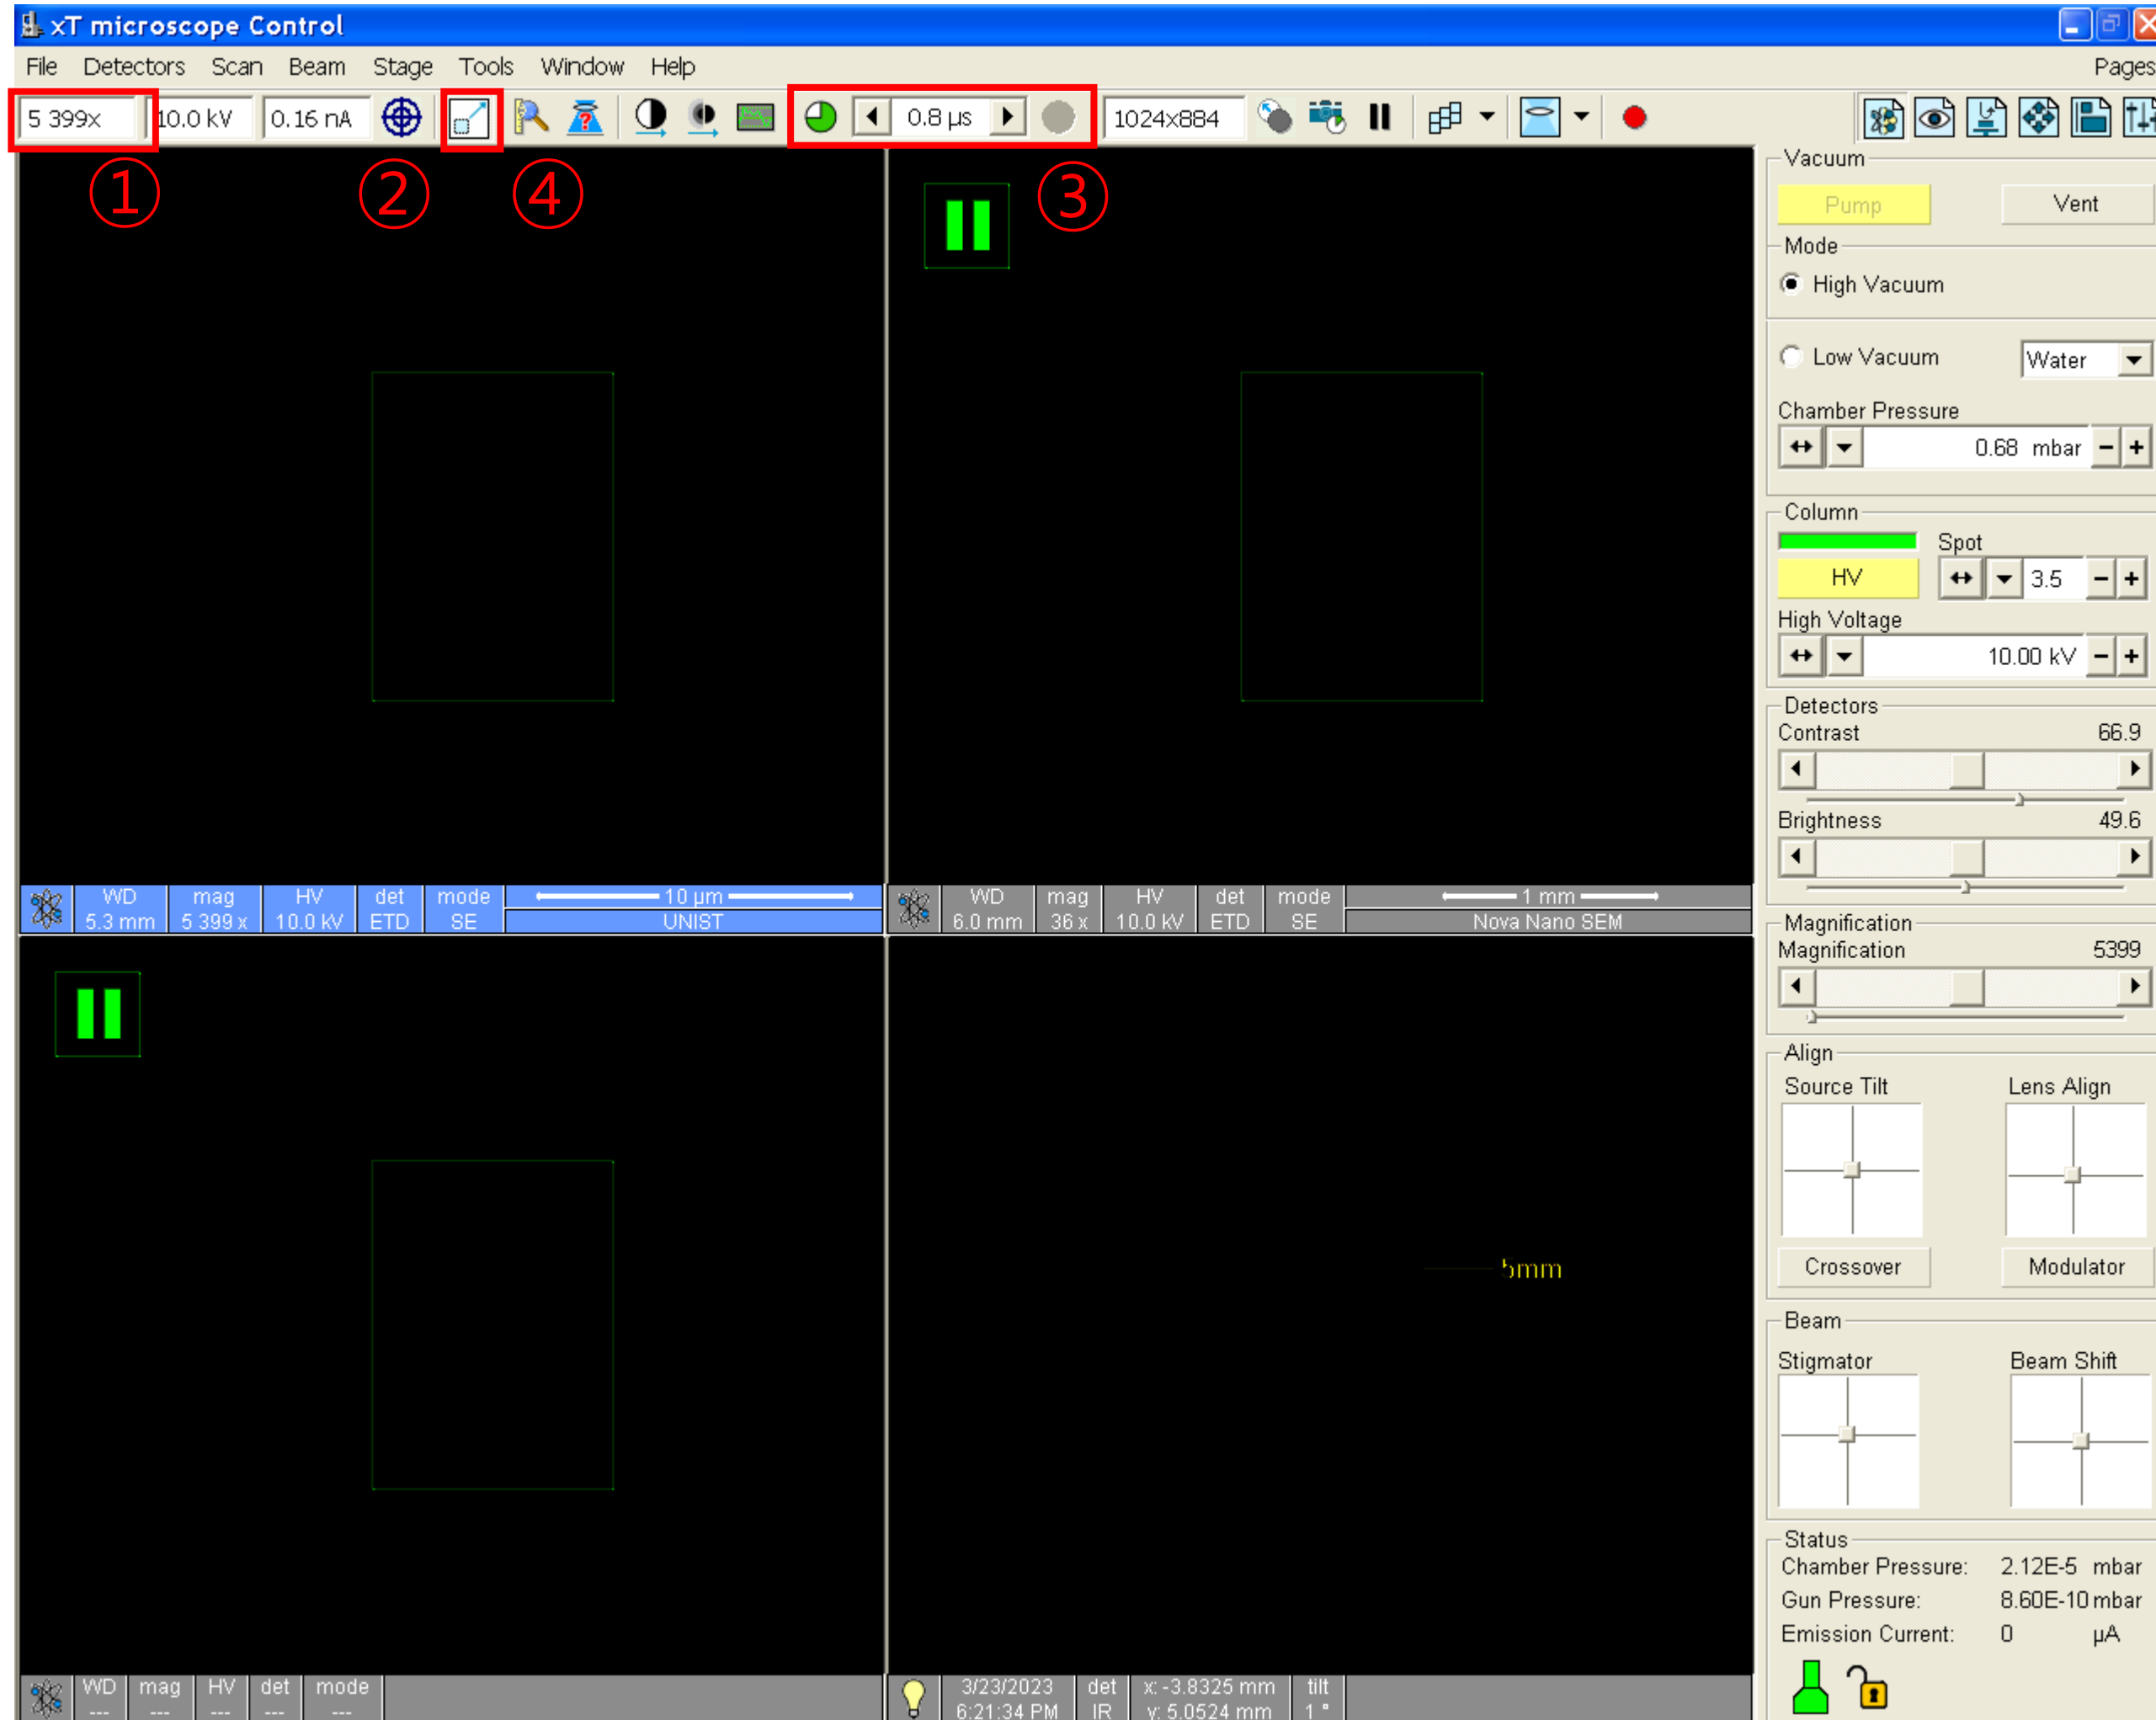 xT microscope Control
File Detectors Scan Beam Stage Tools Window Help Pages
5 399x 10.0 kV 0.16 nA 0.8 µs 1024x884
① ② ④ ③
Vacuum
Pump Vent
Mode
High Vacuum
Low Vacuum Water
Chamber Pressure
0.68 mbar
Column
Spot
HV 3.5
High Voltage
10.00 kV
Detectors
Contrast 66.9
Brightness 49.6
WD mag HV det mode 10 µm
5.3 mm 5 399 x 10.0 kV ETD SE UNIST
WD mag HV det mode 1 mm
6.0 mm 36 x 10.0 kV ETD SE Nova Nano SEM
Magnification
Magnification 5399
Align
Source Tilt Lens Align
Crossover Modulator
5mm
Beam
Stigmator Beam Shift
Status
Chamber Pressure: 2.12E-5 mbar
Gun Pressure: 8.60E-10 mbar
Emission Current: 0 µA
WD mag HV det mode
--- --- --- --- ---
3/23/2023 det x: -3.8325 mm tilt
6:21:34 PM IR y: 5.0524 mm 1 °